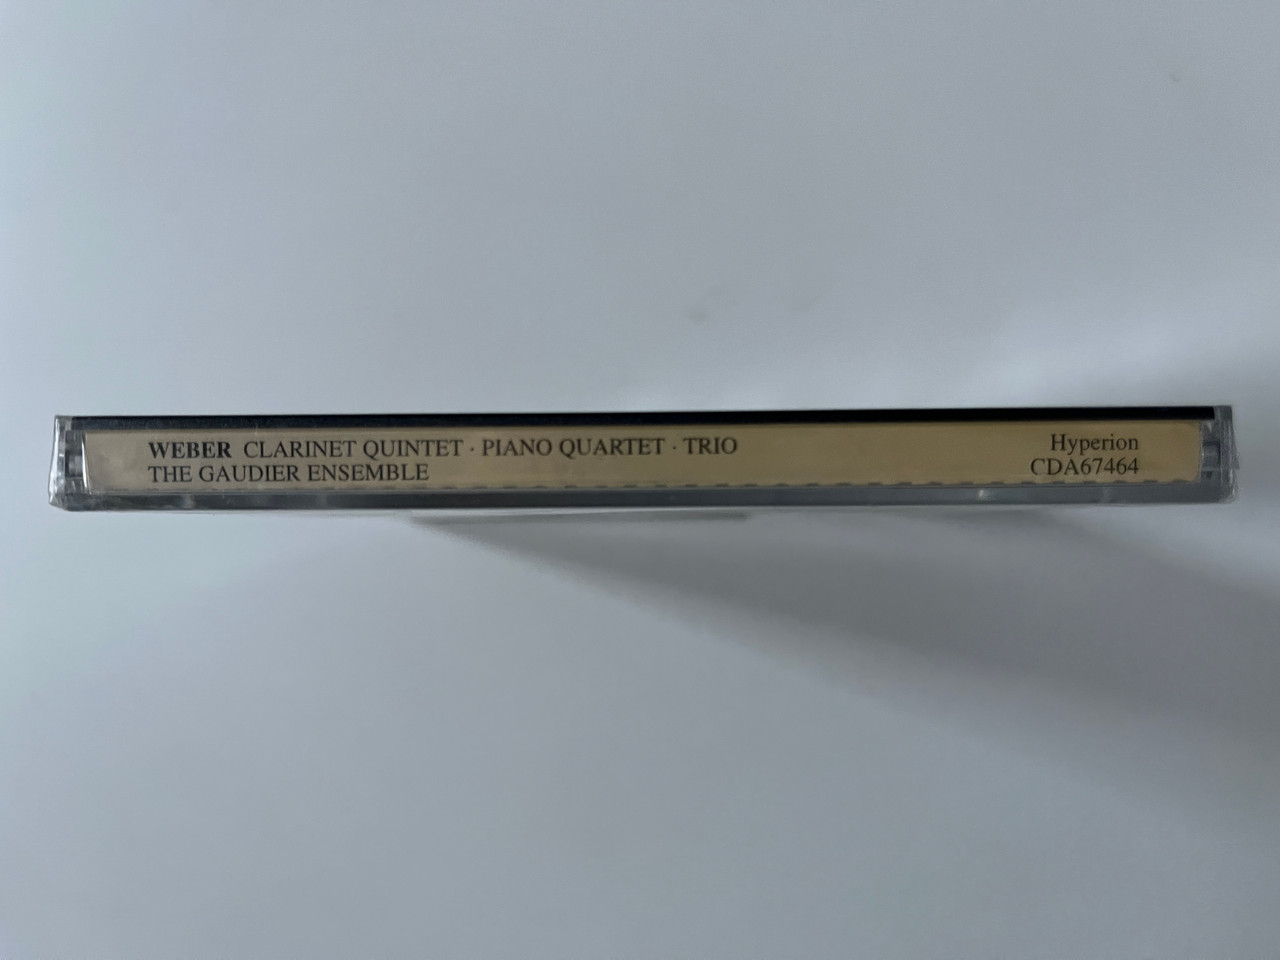 WEBER CLARINET QUINTET · PIANO QUARTET · TRIO
THE GAUDIER ENSEMBLE
Hyperion
CDA67464